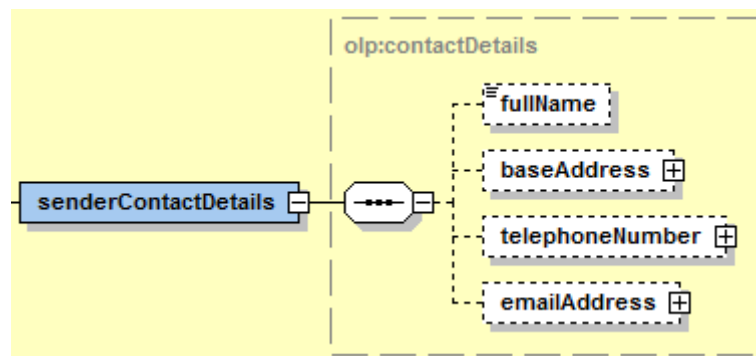 olp:contactDetails
fullName
baseAddress
senderContactDetails
telephoneNumber
emailAddress